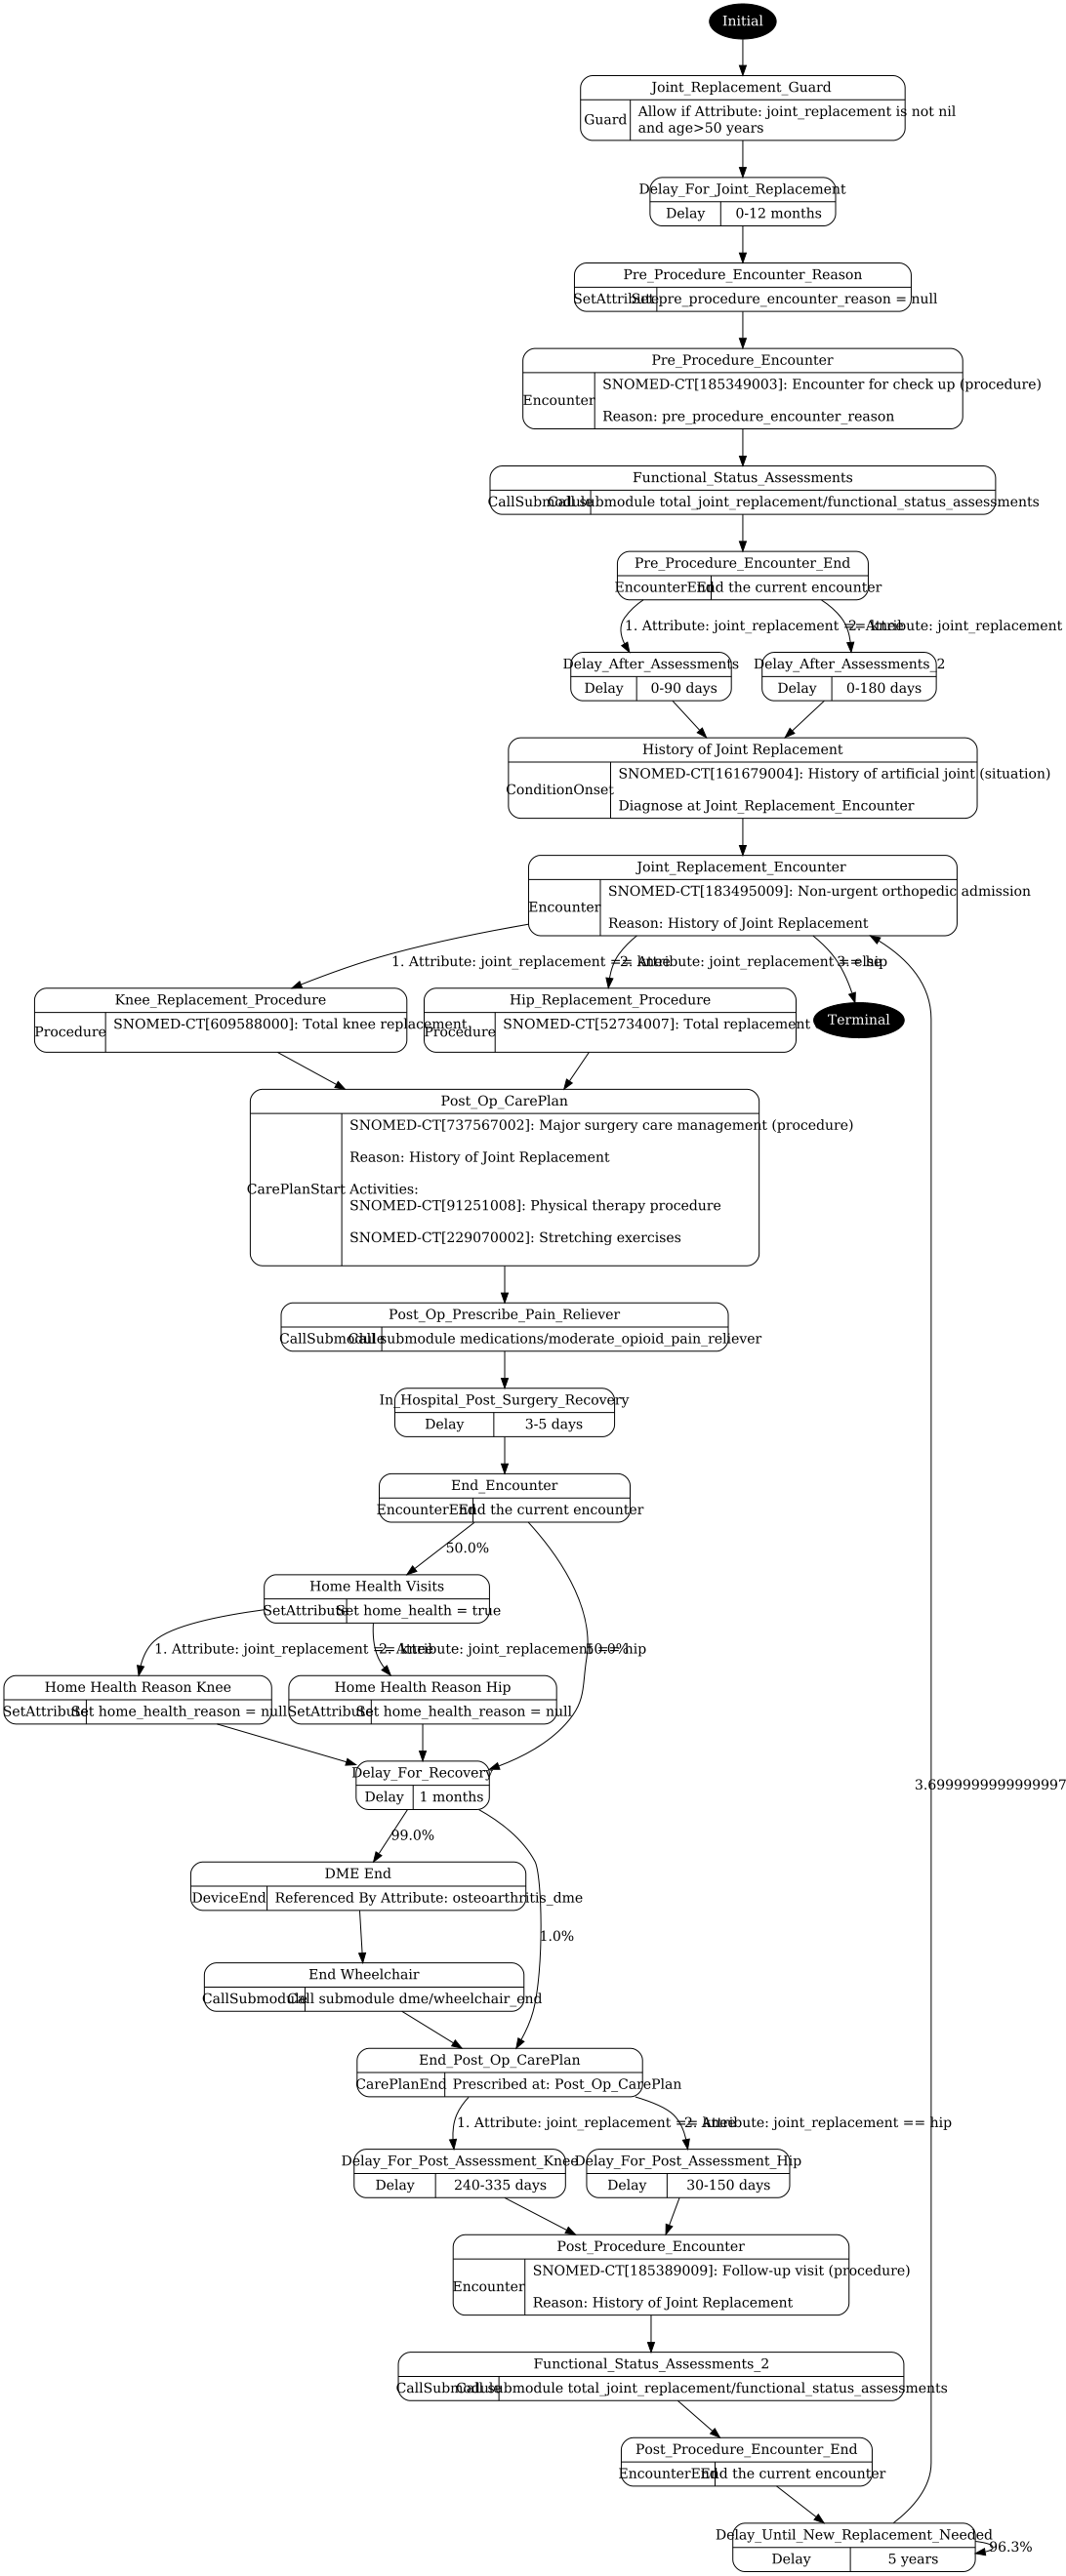 Initial
Joint_Replacement_Guard
Guard
Allow if Attribute: joint_replacement is not nil
and age>50 years
Delay_For_Joint_Replacement
Delay
0-12 months
Pre_Procedure_Encounter_Reason
SetAttribute
Set pre_procedure_encounter_reason = null
Pre_Procedure_Encounter
Encounter
SNOMED-CT[185349003]: Encounter for check up (procedure)
Reason: pre_procedure_encounter_reason
Functional_Status_Assessments
CallSubmodule
Call submodule total_joint_replacement/functional_status_assessments
Pre_Procedure_Encounter_End
EncounterEnd
End the current encounter
1. Attribute: joint_replacement == knee
2. Attribute: joint_replacement
Delay_After_Assessments
Delay
0-90 days
Delay_After_Assessments_2
Delay
0-180 days
History of Joint Replacement
ConditionOnset
SNOMED-CT[161679004]: History of artificial joint (situation)
Diagnose at Joint_Replacement_Encounter
Joint_Replacement_Encounter
Encounter
SNOMED-CT[183495009]: Non-urgent orthopedic admission
Reason: History of Joint Replacement
1. Attribute: joint_replacement == knee
2. Attribute: joint_replacement == hip
3. else
Knee_Replacement_Procedure
Procedure
SNOMED-CT[609588000]: Total knee replacement
Hip_Replacement_Procedure
Procedure
SNOMED-CT[52734007]: Total replacement
Terminal
Post_Op_CarePlan
CarePlanStart
SNOMED-CT[737567002]: Major surgery care management (procedure)
Reason: History of Joint Replacement
Activities:
SNOMED-CT[91251008]: Physical therapy procedure
SNOMED-CT[229070002]: Stretching exercises
Post_Op_Prescribe_Pain_Reliever
CallSubmodule
Call submodule medications/moderate_opioid_pain_reliever
In_Hospital_Post_Surgery_Recovery
Delay
3-5 days
End_Encounter
EncounterEnd
End the current encounter
50.0%
Home Health Visits
SetAttribute
Set home_health = true
1. Attribute: joint_replacement == knee
2. Attribute: joint_replacement == hip
50.0%
Home Health Reason Knee
SetAttribute
Set home_health_reason = null
Home Health Reason Hip
SetAttribute
Set home_health_reason = null
Delay_For_Recovery
Delay
1 months
3.6999999999999997
99.0%
DME End
DeviceEnd
Referenced By Attribute: osteoarthritis_dme
1.0%
End Wheelchair
CallSubmodule
Call submodule dme/wheelchair_end
End_Post_Op_CarePlan
CarePlanEnd
Prescribed at: Post_Op_CarePlan
1. Attribute: joint_replacement == knee
2. Attribute: joint_replacement == hip
Delay_For_Post_Assessment_Knee
Delay
240-335 days
Delay_For_Post_Assessment_Hip
Delay
30-150 days
Post_Procedure_Encounter
Encounter
SNOMED-CT[185389009]: Follow-up visit (procedure)
Reason: History of Joint Replacement
Functional_Status_Assessments_2
CallSubmodule
Call submodule total_joint_replacement/functional_status_assessments
Post_Procedure_Encounter_End
EncounterEnd
End the current encounter
Delay_Until_New_Replacement_Needed
Delay
5 years
96.3%